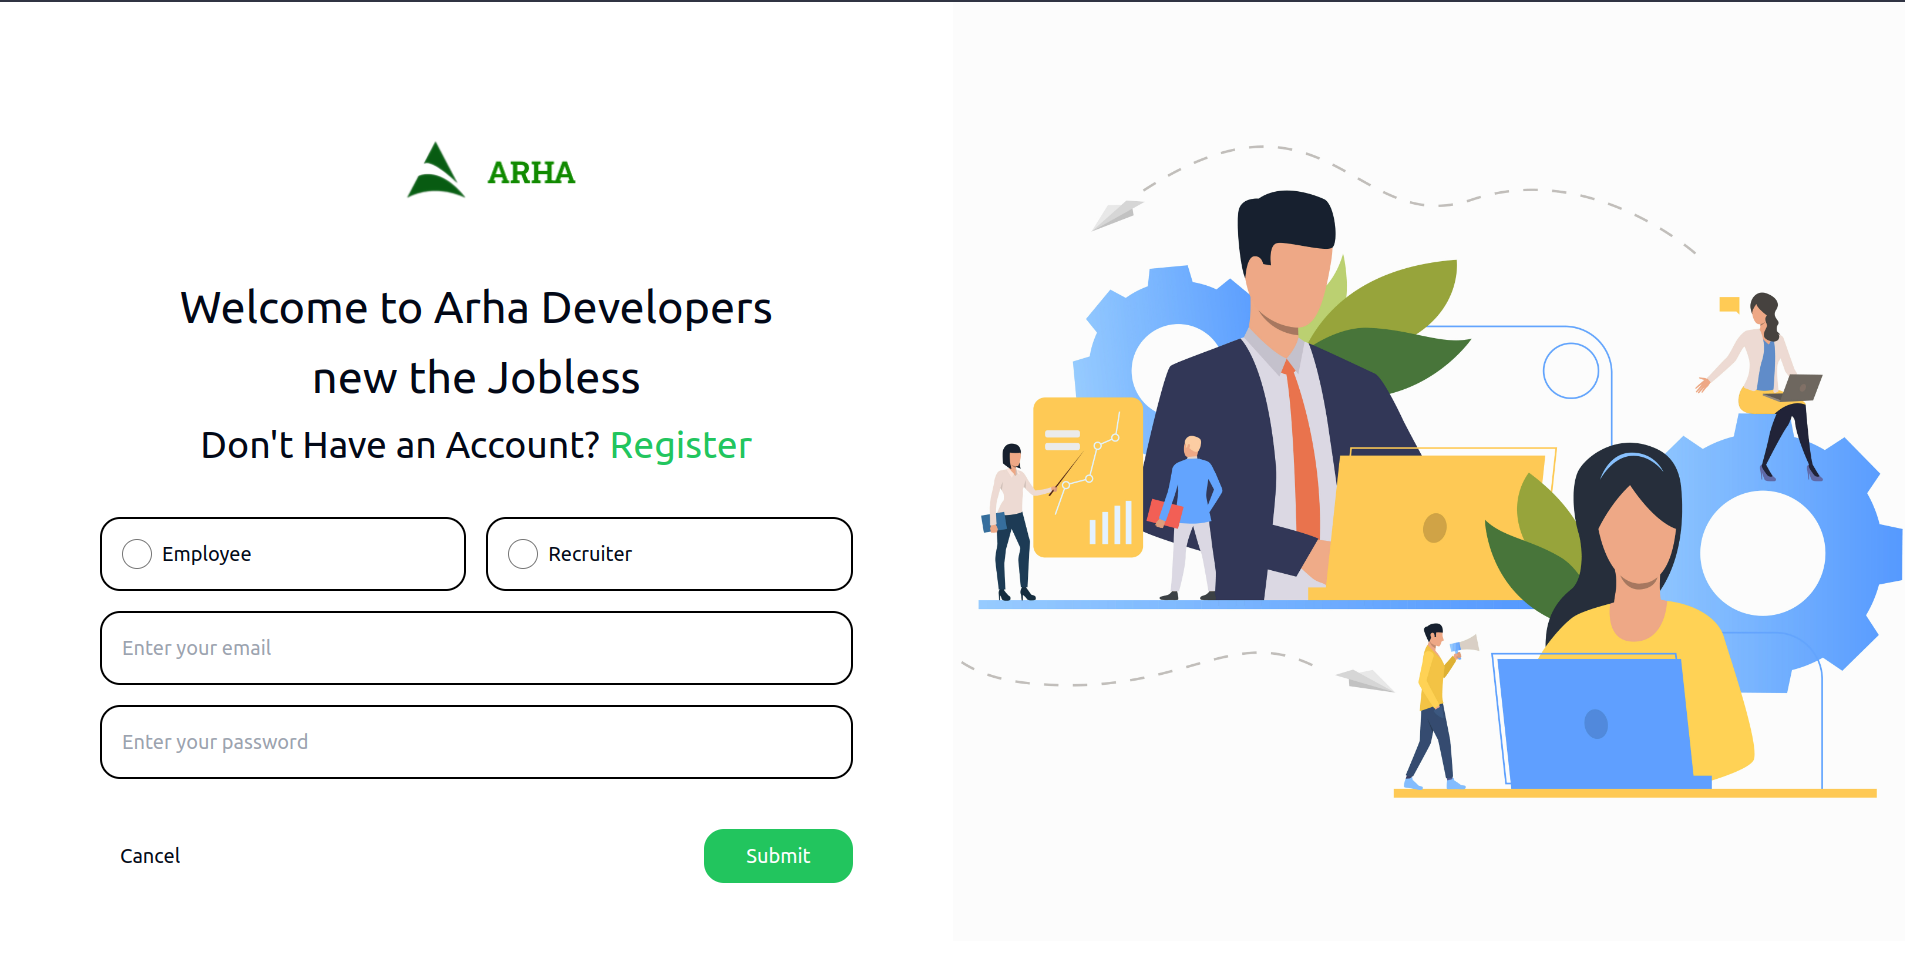 ARHA
Welcome to Arha Developers
new the Jobless
Don't Have an Account? Register
Employee
Recruiter
Enter your email
Enter your password
Cancel
Submit